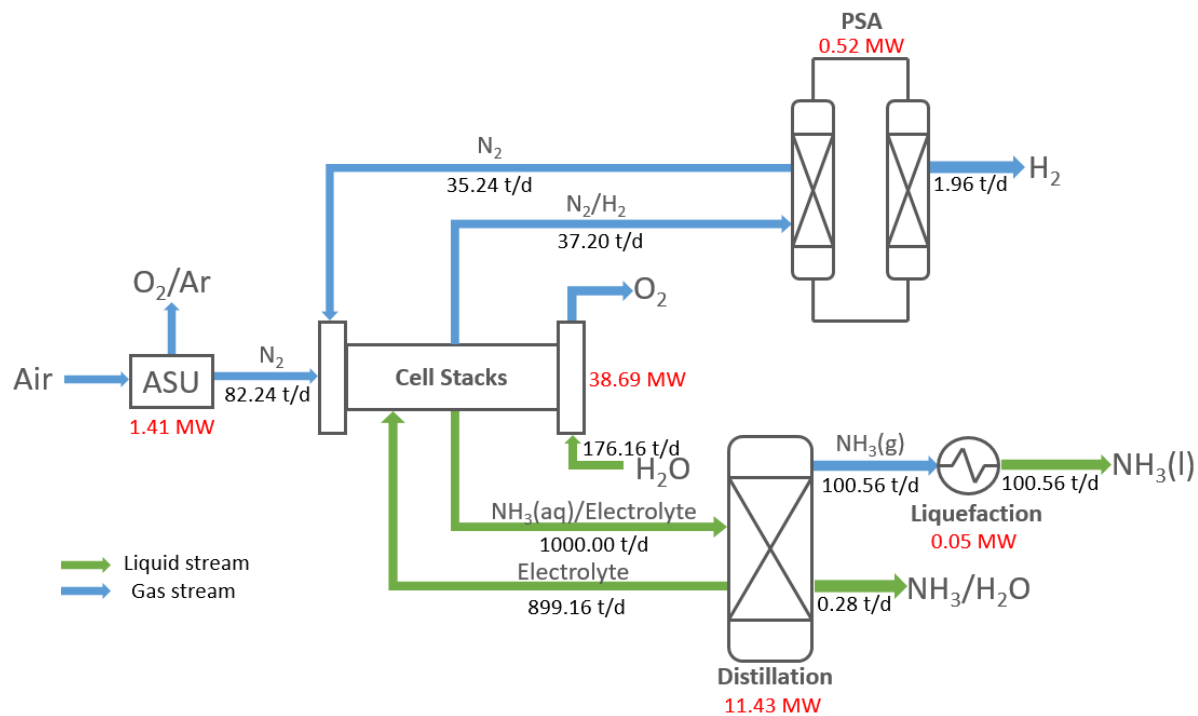 PSA
0.52 MW
N₂
35.24 t/d
N₂/H₂
37.20 t/d
H₂
1.96 t/d
O₂/Ar
O₂
Air
ASU
1.41 MW
N₂
82.24 t/d
Cell Stacks
38.69 MW
176.16 t/d
H₂O
NH₃(g)
100.56 t/d
100.56 t/d
NH₃(l)
Liquefaction
0.05 MW
NH₃(aq)/Electrolyte
1000.00 t/d
Electrolyte
899.16 t/d
0.28 t/d
NH₃/H₂O
Distillation
11.43 MW
Liquid stream
Gas stream